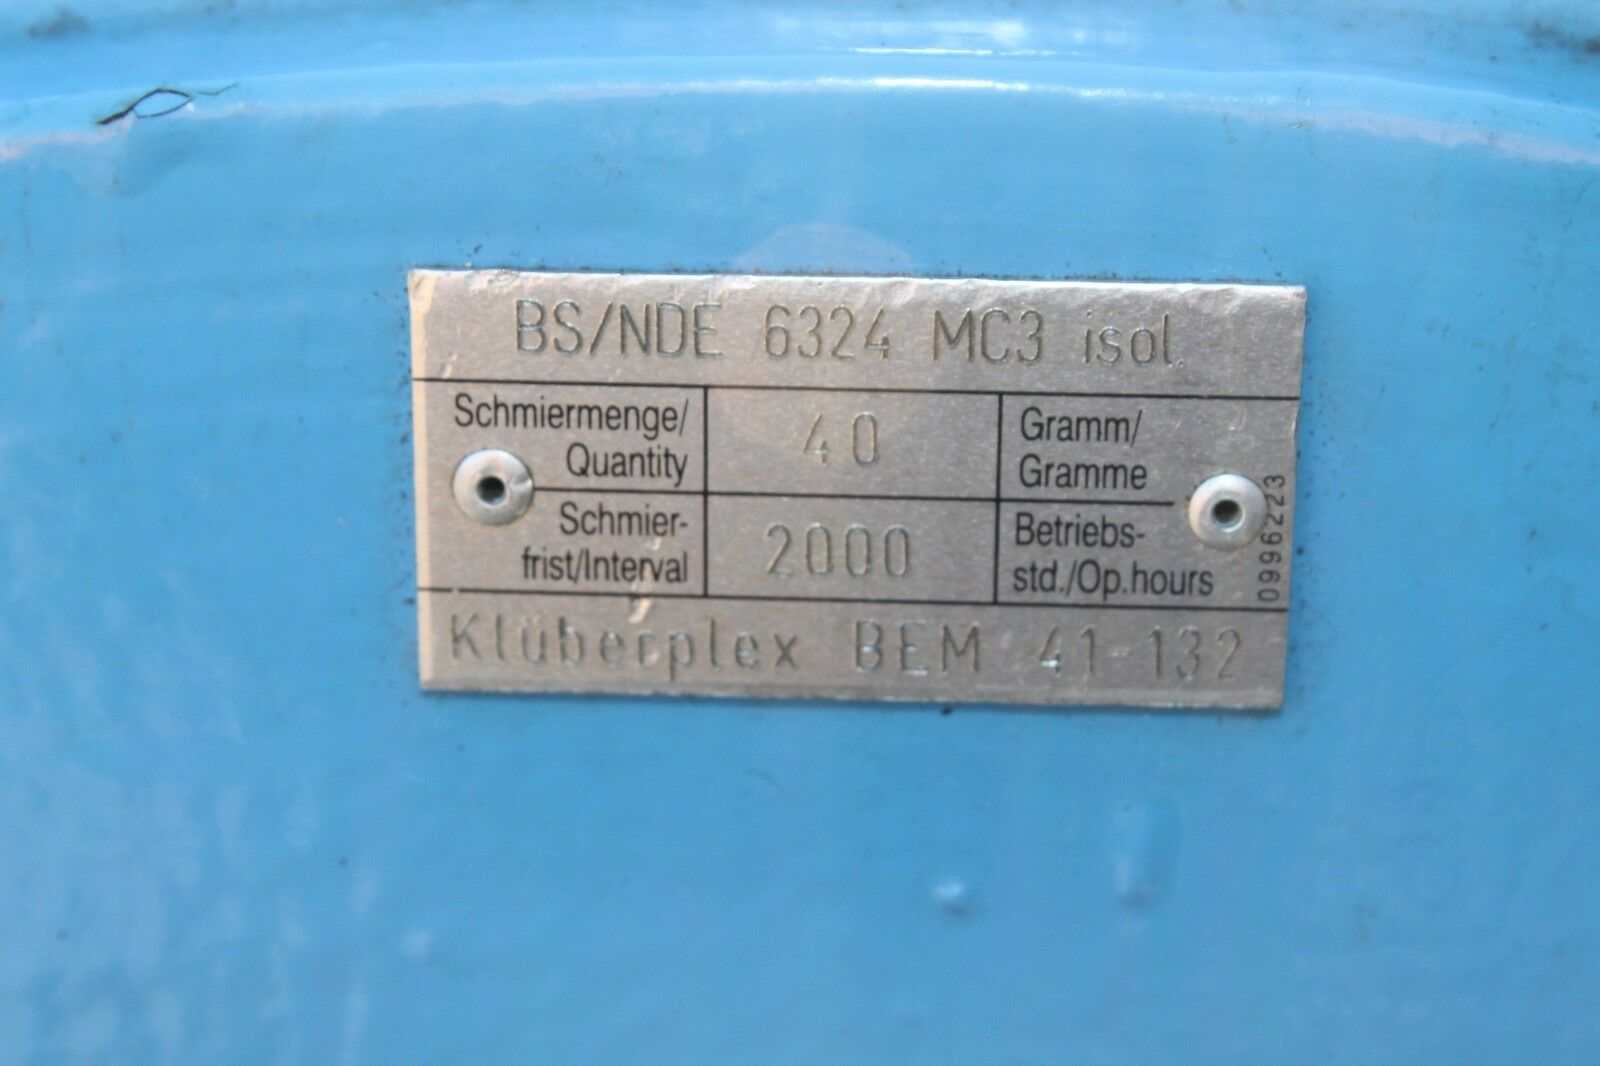 BS/NDE 6324 MC3 isol.
Schmiermenge/
Quantity
40
Gramm/
Gramme
Schmier-
frist/Interval
2000
Betriebs-
std./Op.hours
0996223
Klüberplex BEM 41-132